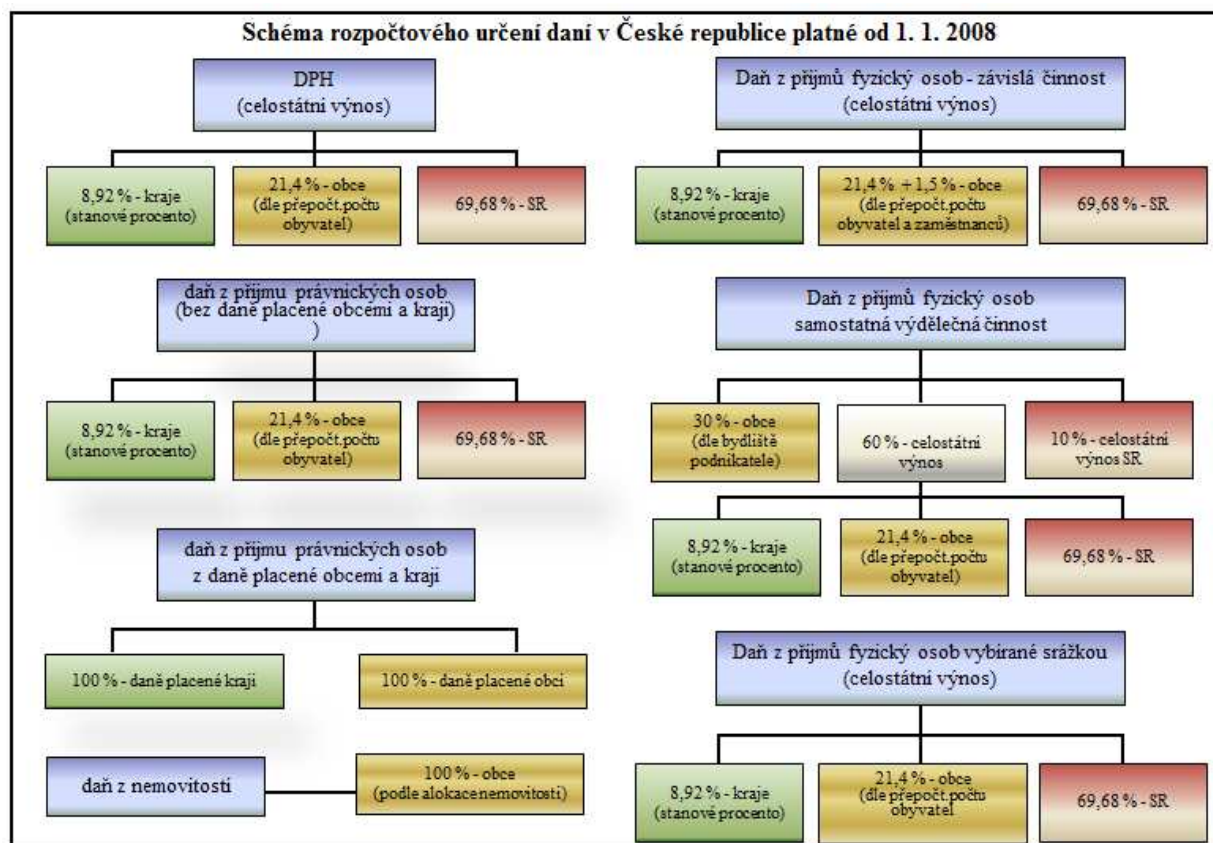 Schéma rozpočtového určení daní v České republice platné od 1. 1. 2008
DPH
(celostátní výnos)
8,92 % - kraje
(stanové procento)
21,4 % - obce
(dle přepočt.počtu
obyvatel)
69,68 % - SR
daň z příjmu právnických osob
(bez daně placené obcemi a kraji)
)
8,92 % - kraje
(stanové procento)
21,4 % - obce
(dle přepočt.počtu
obyvatel)
69,68 % - SR
daň z příjmu právnických osob
z daně placené obcemi a kraji
100 % - daně placené kraji
100 % - daně placené obcí
daň z nemovitostí
100 % - obce
(podle alokace nemovitostí)
Daň z příjmů fyzický osob - závislá činnost
(celostátní výnos)
8,92 % - kraje
(stanové procento)
21,4 % + 1,5 % - obce
(dle přepočt.počtu
obyvatel a zaměstnanců)
69,68 % - SR
Daň z příjmů fyzický osob
samostatná výdělečná činnost
30 % - obce
(dle bydliště
podnikatele)
60 % - celostátní
výnos
10 % - celostátní
výnos SR
8,92 % - kraje
(stanové procento)
21,4 % - obce
(dle přepočt.počtu
obyvatel)
69,68 % - SR
Daň z příjmů fyzický osob vybírané srážkou
(celostátní výnos)
8,92 % - kraje
(stanové procento)
21,4 % - obce
(dle přepočt.počtu
obyvatel
69,68 % - SR